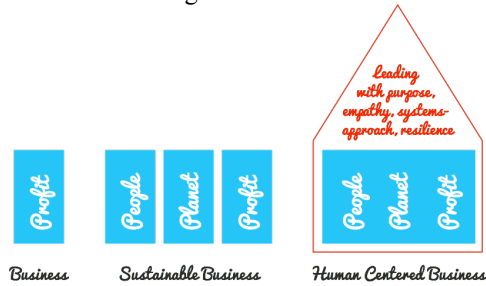 Leading
with purpose,
empathy, systems-
approach, resilience
Profit
People
Planet
Profit
People
Planet
Profit
Business
Sustainable Business
Human Centered Business